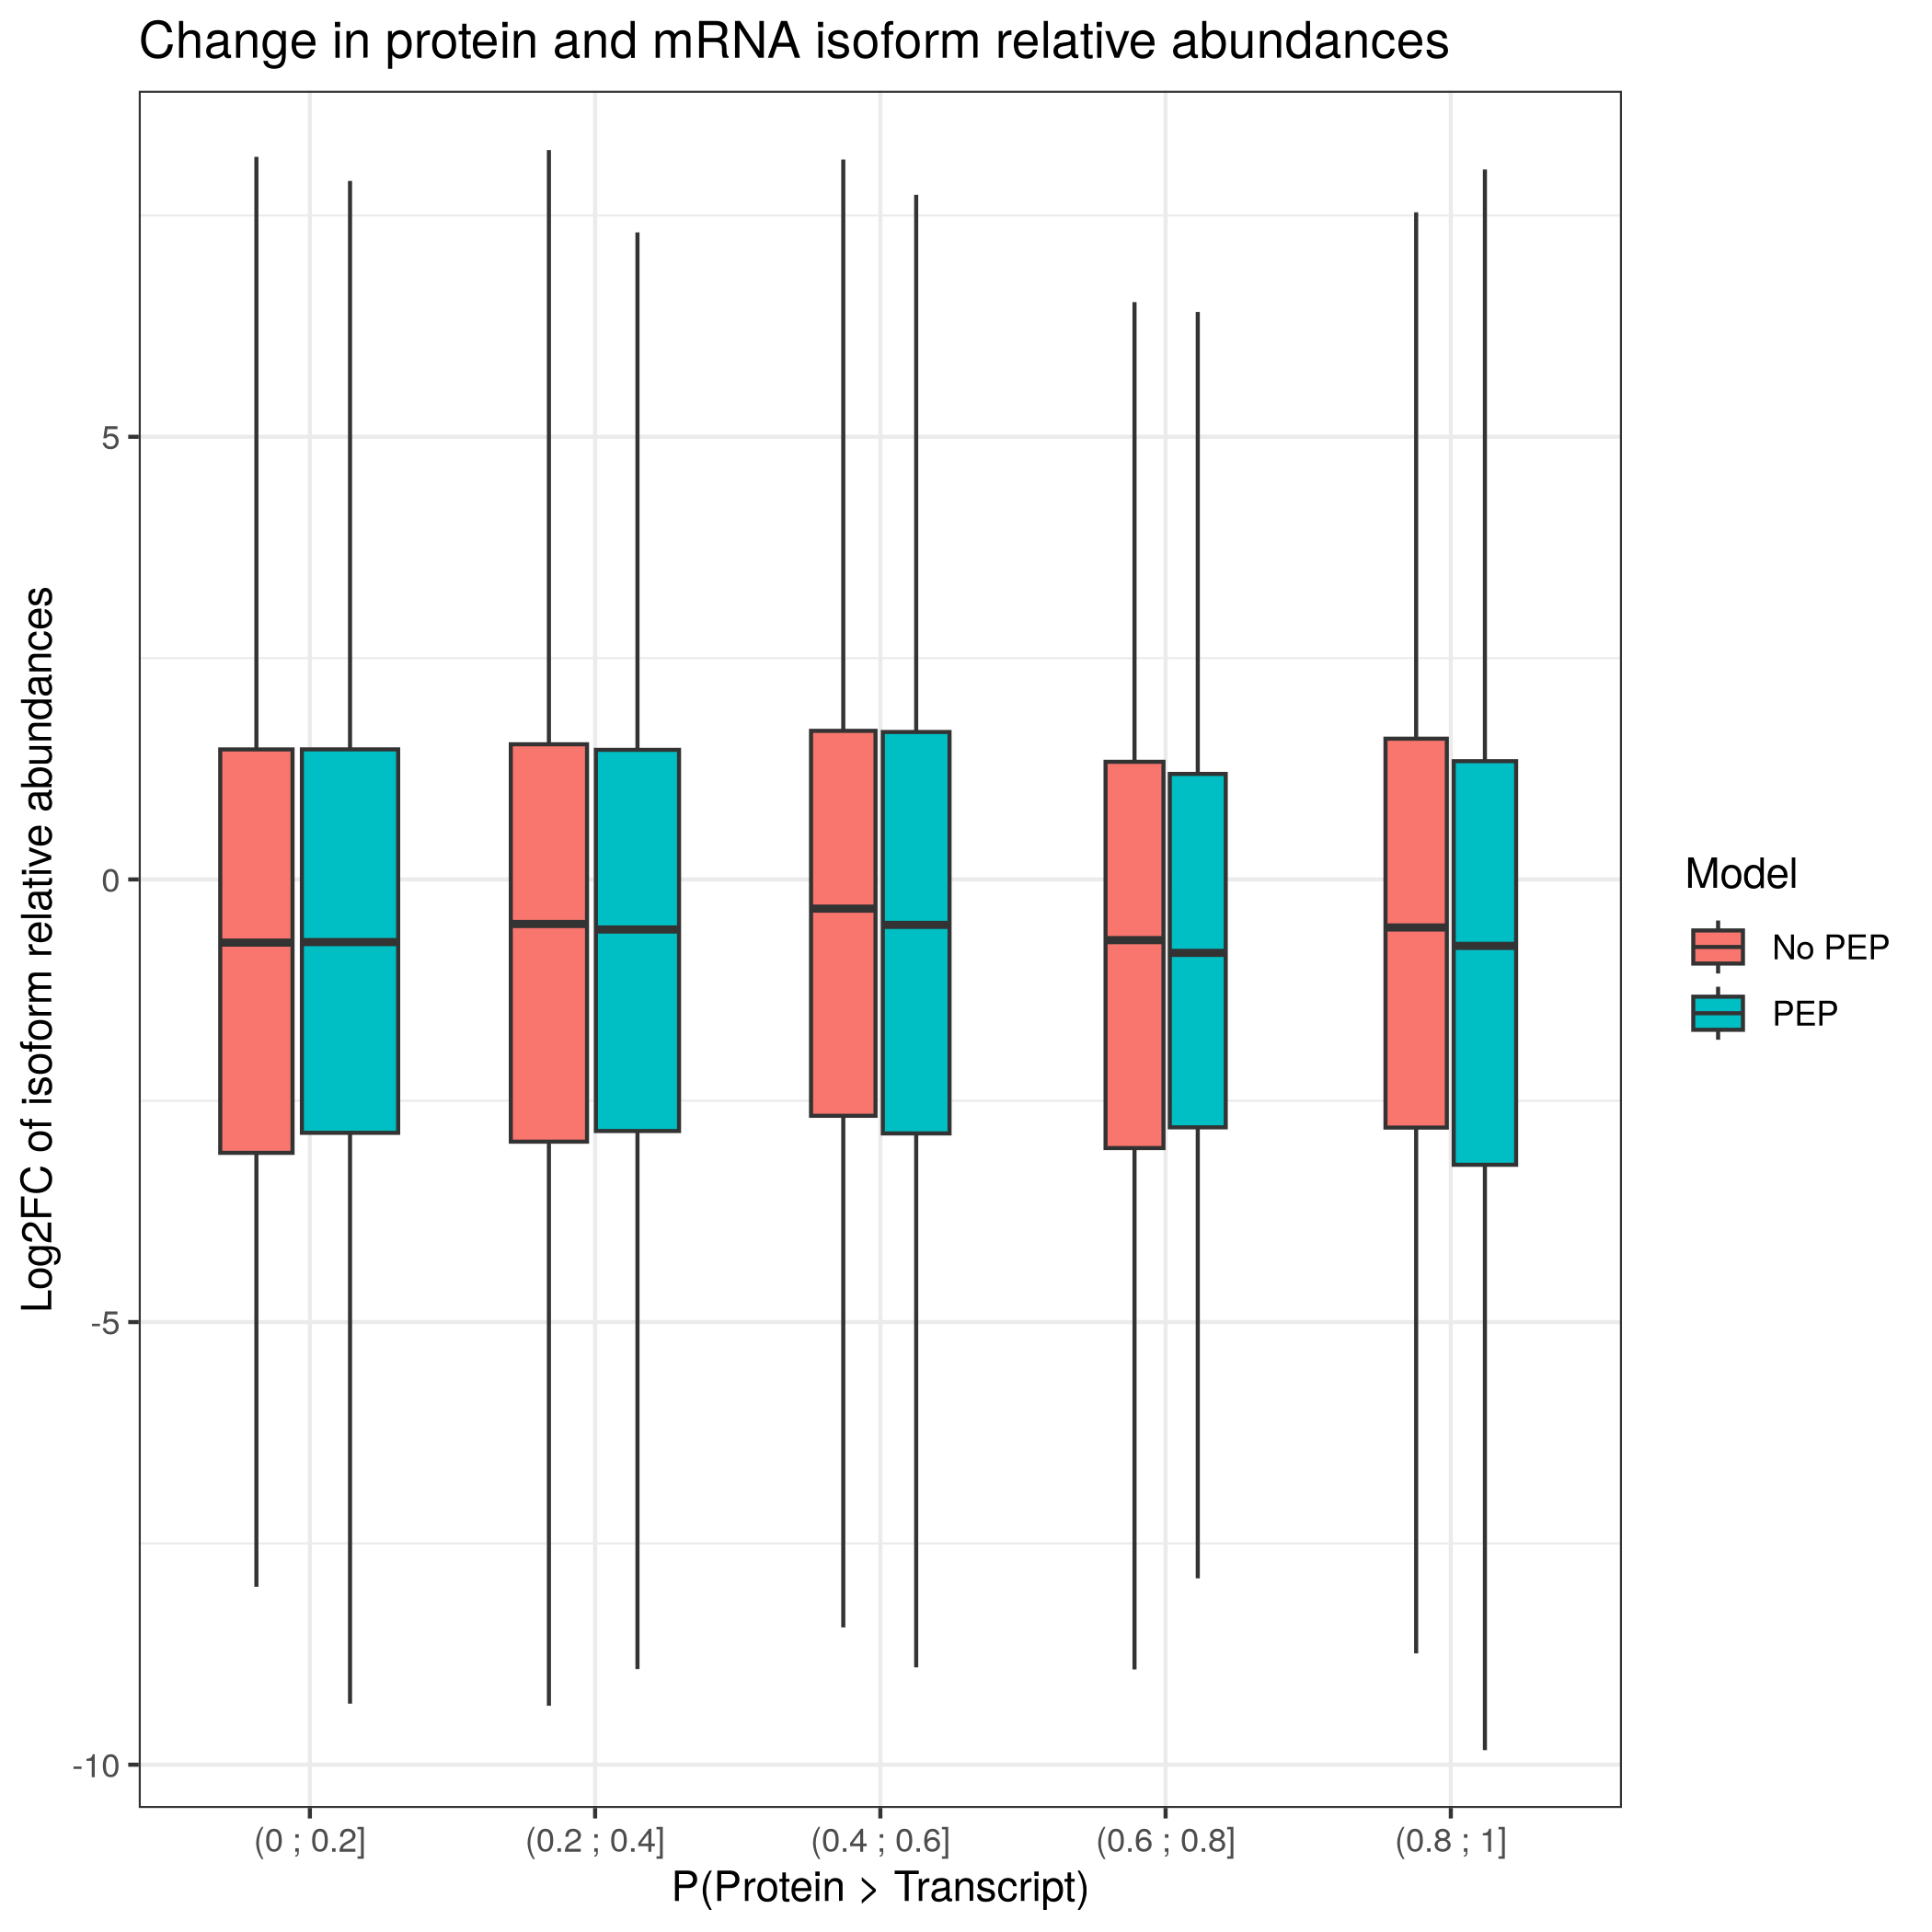 Change in protein and mRNA isoform relative abundances
Log2FC of isoform relative abundances
5
0
-5
-10
(0 ; 0.2]
(0.2 ; 0.4]
(0.4 ; 0.6]
(0.6 ; 0.8]
(0.8 ; 1]
P(Protein > Transcript)
Model
No PEP
PEP